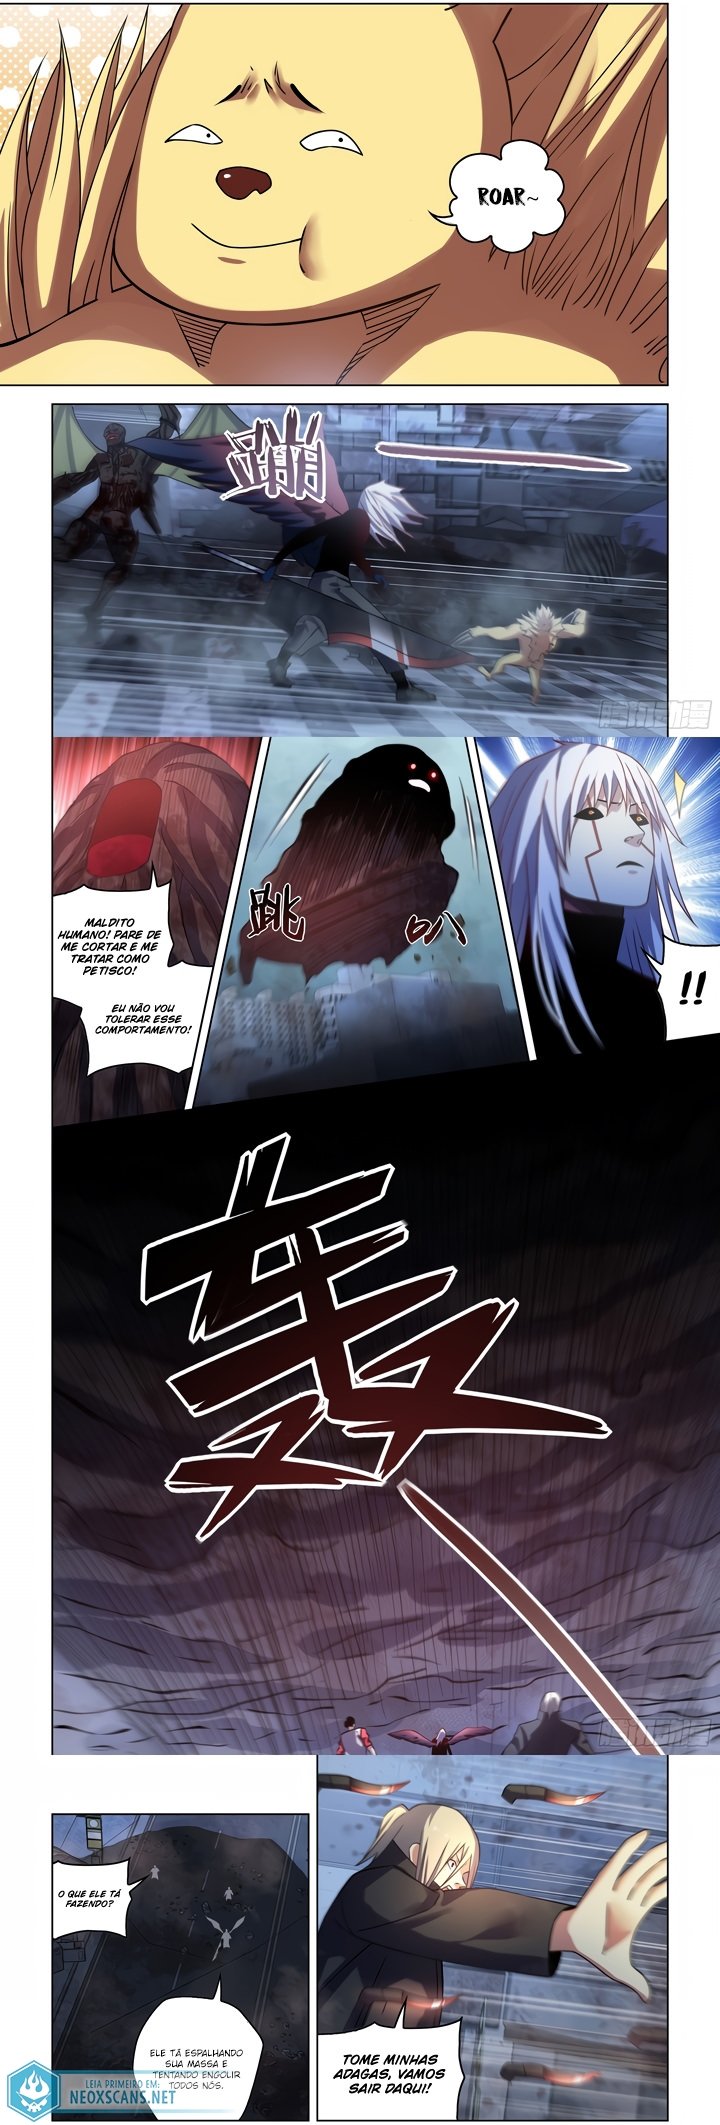 ROAR~
蹦
MALDITO
HUMANO! PARE DE
ME CORTAR E ME
TRATAR COMO
PETISCO!
EU NÃO VOU
TOLERAR ESSE
COMPORTAMENTO!
跳
!!
O QUE ELE TÁ
FAZENDO?
ELE TÁ ESPALHANDO
SUA MASSA E
TENTANDO ENGOLIR
TODOS NÓS.
TOME MINHAS
ADAGAS, VAMOS
SAIR DAQUI!
LEIA PRIMEIRO EM:
NEOXSCANS.NET